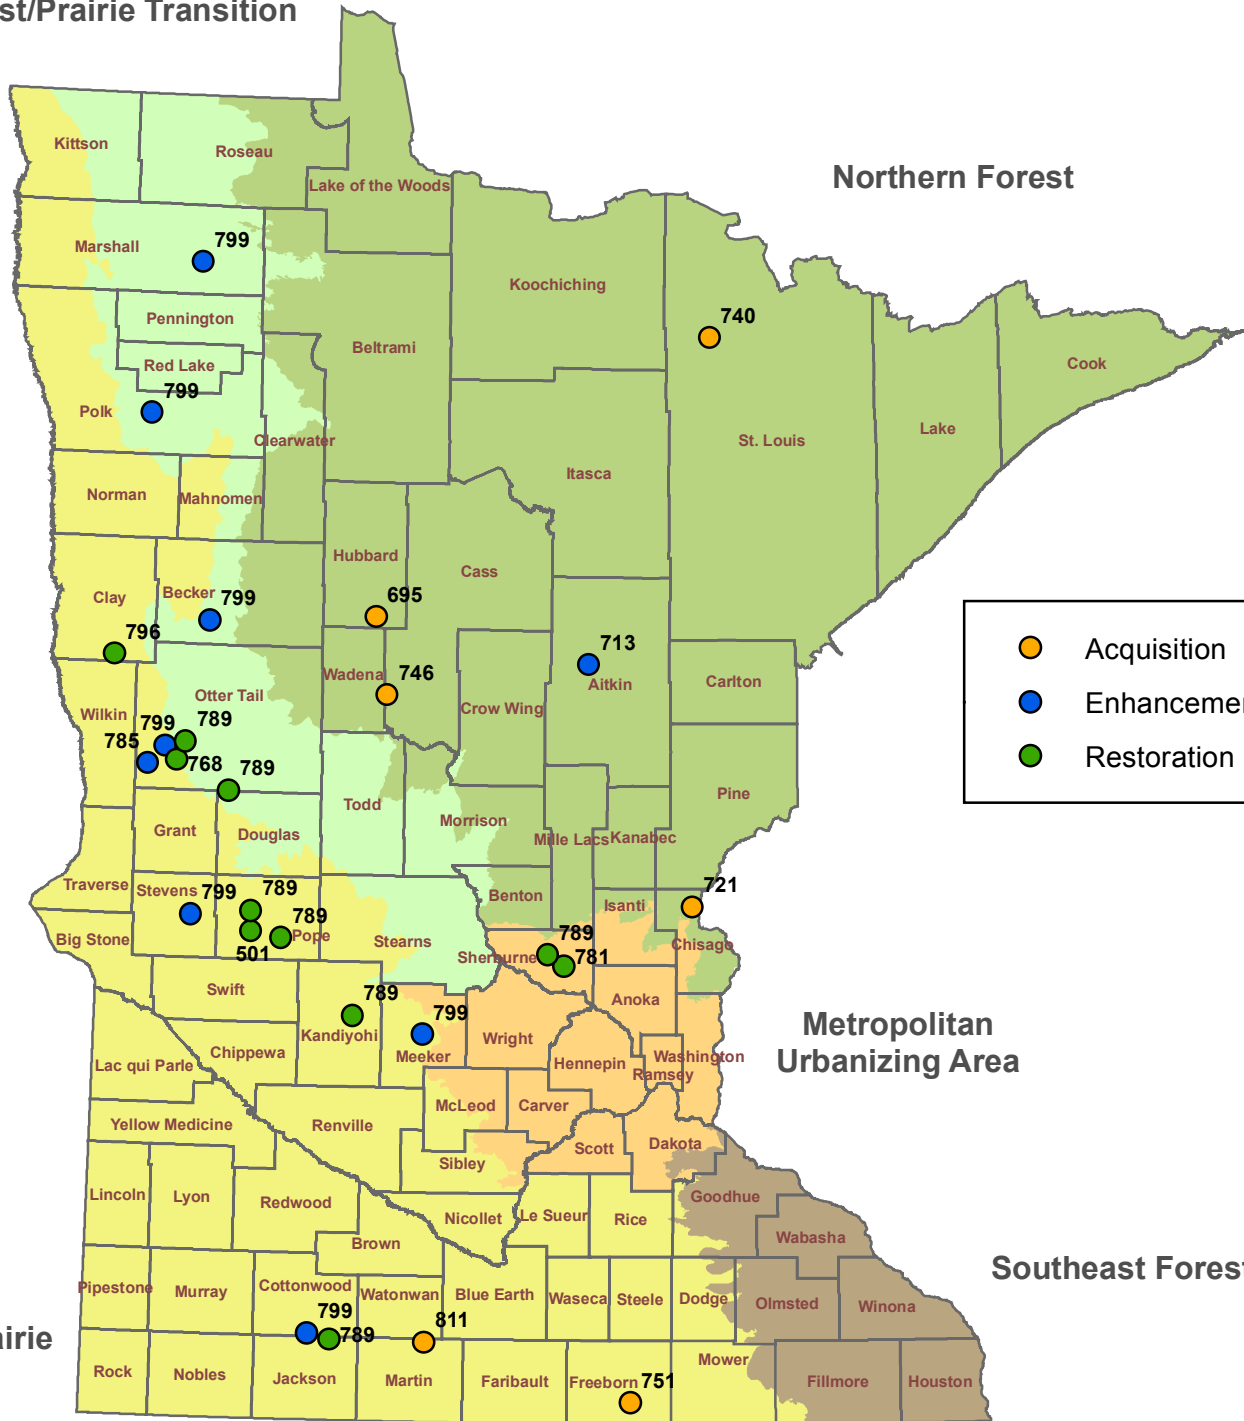 st/Prairie Transition
Kittson
Roseau
Lake of the Woods
Northern Forest
Marshall
799
Koochiching
Pennington
740
Beltrami
Red Lake
Cook
799
Polk
Clearwater
St. Louis
Lake
Itasca
Norman
Mahnomen
Hubbard
Cass
Clay
Becker
799
695
796
713
Acquisition
Wadena
746
Aitkin
Carlton
Otter Tail
Crow Wing
Enhancemen
Wilkin
799
789
785
768
789
Restoration
Todd
Pine
Grant
Douglas
Morrison
Mille Lacs
Kanabec
Traverse
Stevens
799
789
721
Benton
Isanti
789
Pope
Big Stone
501
Stearns
789
Sherburne
781
Chisago
Swift
789
Anoka
Kandiyohi
799
Metropolitan
Urbanizing Area
Chippewa
Meeker
Wright
Hennepin
Washington
Ramsey
Lac qui Parle
McLeod
Carver
Yellow Medicine
Renville
Scott
Dakota
Sibley
Lincoln
Lyon
Redwood
Goodhue
Nicollet
Le Sueur
Rice
Brown
Wabasha
Southeast Forest
Pipestone
Murray
Cottonwood
Watonwan
Blue Earth
Waseca
Steele
Dodge
Olmsted
Winona
799
789
811
irie
Rock
Nobles
Jackson
Martin
Faribault
Freeborn
751
Mower
Fillmore
Houston